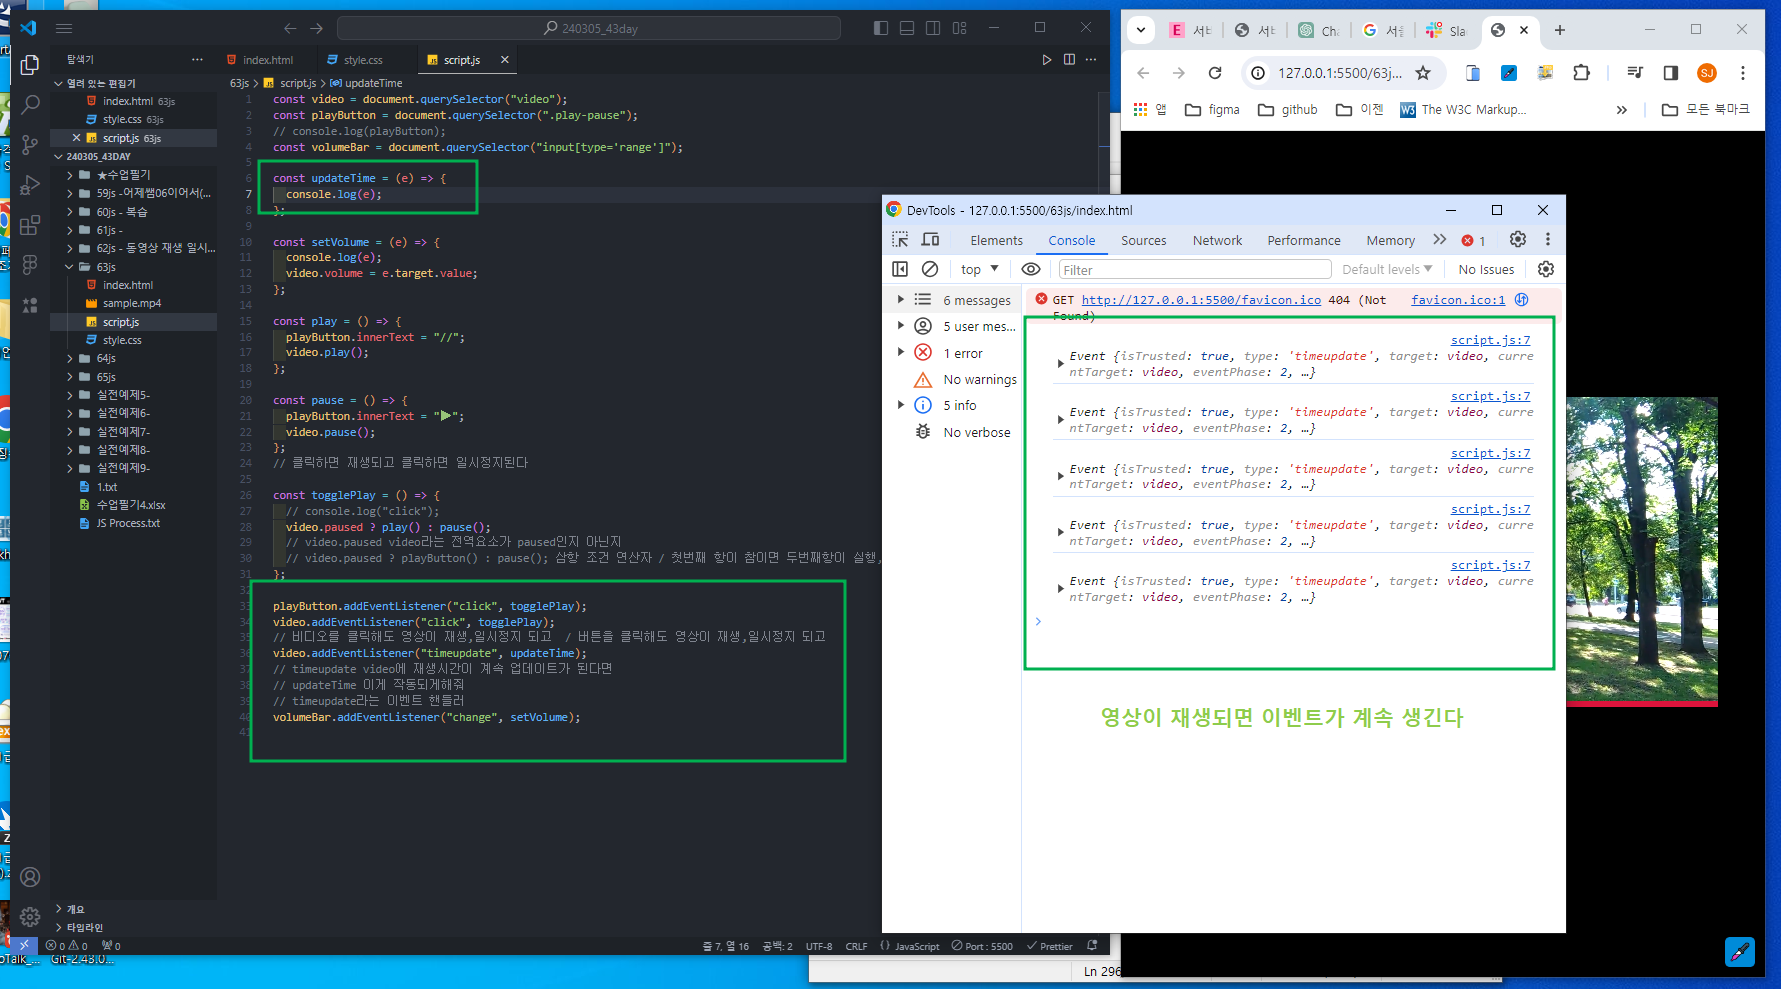 240305_43day
탐색기
index.html
style.css
script.js
열려 있는 편집기
index.html 63js
style.css 63js
script.js 63js
240305_43DAY
★수업필기
59js -어제쌤06이어서(...
60js - 복습
61js -
62js - 동영상 재생 일시...
63js
index.html
sample.mp4
script.js
style.css
64js
65js
실전예제5-
실전예제6-
실전예제7-
실전예제8-
실전예제9-
1.txt
수업필기4.xlsx
JS Process.txt
개요
타임라인
63js > script.js > updateTime
1 const video = document.querySelector("video");
2 const playButton = document.querySelector(".play-pause");
3 // console.log(playButton);
4 const volumeBar = document.querySelector("input[type='range']");
5
6 const updateTime = (e) => {
7 console.log(e);
8 };
9
10 const setVolume = (e) => {
11 console.log(e);
12 video.volume = e.target.value;
13 };
14
15 const play = () => {
16 playButton.innerText = "//";
17 video.play();
18 };
19
20 const pause = () => {
21 playButton.innerText = "▶";
22 video.pause();
23 };
24 // 클릭하면 재생되고 클릭하면 일시정지된다
25
26 const togglePlay = () => {
27 // console.log("click");
28 video.paused ? play() : pause();
29 // video.paused video라는 전역요소가 paused인지 아닌지
30 // video.paused ? playButton() : pause(); 삼항 조건 연산자 / 첫번째 항이 참이면 두번째항이 실행,
31 };
32
33 playButton.addEventListener("click", togglePlay);
34 video.addEventListener("click", togglePlay);
35 // 비디오를 클릭해도 영상이 재생,일시정지 되고 / 버튼을 클릭해도 영상이 재생,일시정지 되고
36 video.addEventListener("timeupdate", updateTime);
37 // timeupdate video에 재생시간이 계속 업데이트가 된다면
38 // updateTime 이게 작동되게해줘
39 // timeupdate라는 이벤트 핸들러
40 volumeBar.addEventListener("change", setVolume);
41
0 0 0
줄 7, 열 16 공백: 2 UTF-8 CRLF {} JavaScript Port : 5500 Prettier
Git-2.43.0...
Ln 296
서ㅂ
서ㅂ
Ch
서울
Sla
127.0.0.1:5500/63j...
SJ
앱 figma github 이젠 The W3C Markup... » 모든 북마크
DevTools - 127.0.0.1:5500/63js/index.html
Elements Console Sources Network Performance Memory 1
top Filter Default levels No Issues
6 messages
5 user mes...
1 error
No warnings
5 info
No verbose
GET http://127.0.0.1:5500/favicon.ico 404 (Not Found) favicon.ico:1
script.js:7
Event {isTrusted: true, type: 'timeupdate', target: video, curre
ntTarget: video, eventPhase: 2, …}
script.js:7
Event {isTrusted: true, type: 'timeupdate', target: video, curre
ntTarget: video, eventPhase: 2, …}
script.js:7
Event {isTrusted: true, type: 'timeupdate', target: video, curre
ntTarget: video, eventPhase: 2, …}
script.js:7
Event {isTrusted: true, type: 'timeupdate', target: video, curre
ntTarget: video, eventPhase: 2, …}
script.js:7
Event {isTrusted: true, type: 'timeupdate', target: video, curre
ntTarget: video, eventPhase: 2, …}
영상이 재생되면 이벤트가 계속 생긴다